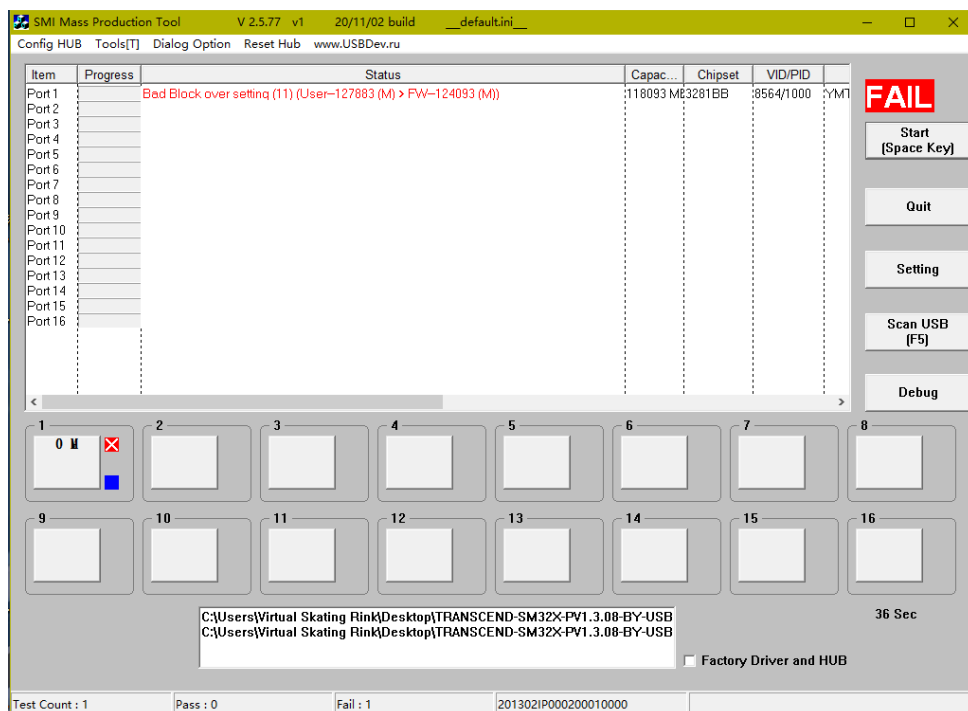 SMI Mass Production Tool V 2.5.77 v1 20/11/02 build __default.ini__
Config HUB Tools[T] Dialog Option Reset Hub www.USBDev.ru
Item Progress Status Capac... Chipset VID/PID
Port 1 Bad Block over setting (11) (User--127883 (M) > FW--124093 (M)) 118093 ME 3281BB 8564/1000 YMT
Port 2
Port 3
Port 4
Port 5
Port 6
Port 7
Port 8
Port 9
Port 10
Port 11
Port 12
Port 13
Port 14
Port 15
Port 16
FAIL
Start
(Space Key)
Quit
Setting
Scan USB
(F5)
Debug
1 2 3 4 5 6 7 8
0 M
9 10 11 12 13 14 15 16
C:\Users\Virtual Skating Rink\Desktop\TRANSCEND-SM32X-PV1.3.08-BY-USB
C:\Users\Virtual Skating Rink\Desktop\TRANSCEND-SM32X-PV1.3.08-BY-USB
36 Sec
Factory Driver and HUB
Test Count : 1 Pass : 0 Fail : 1 201302IP000200010000